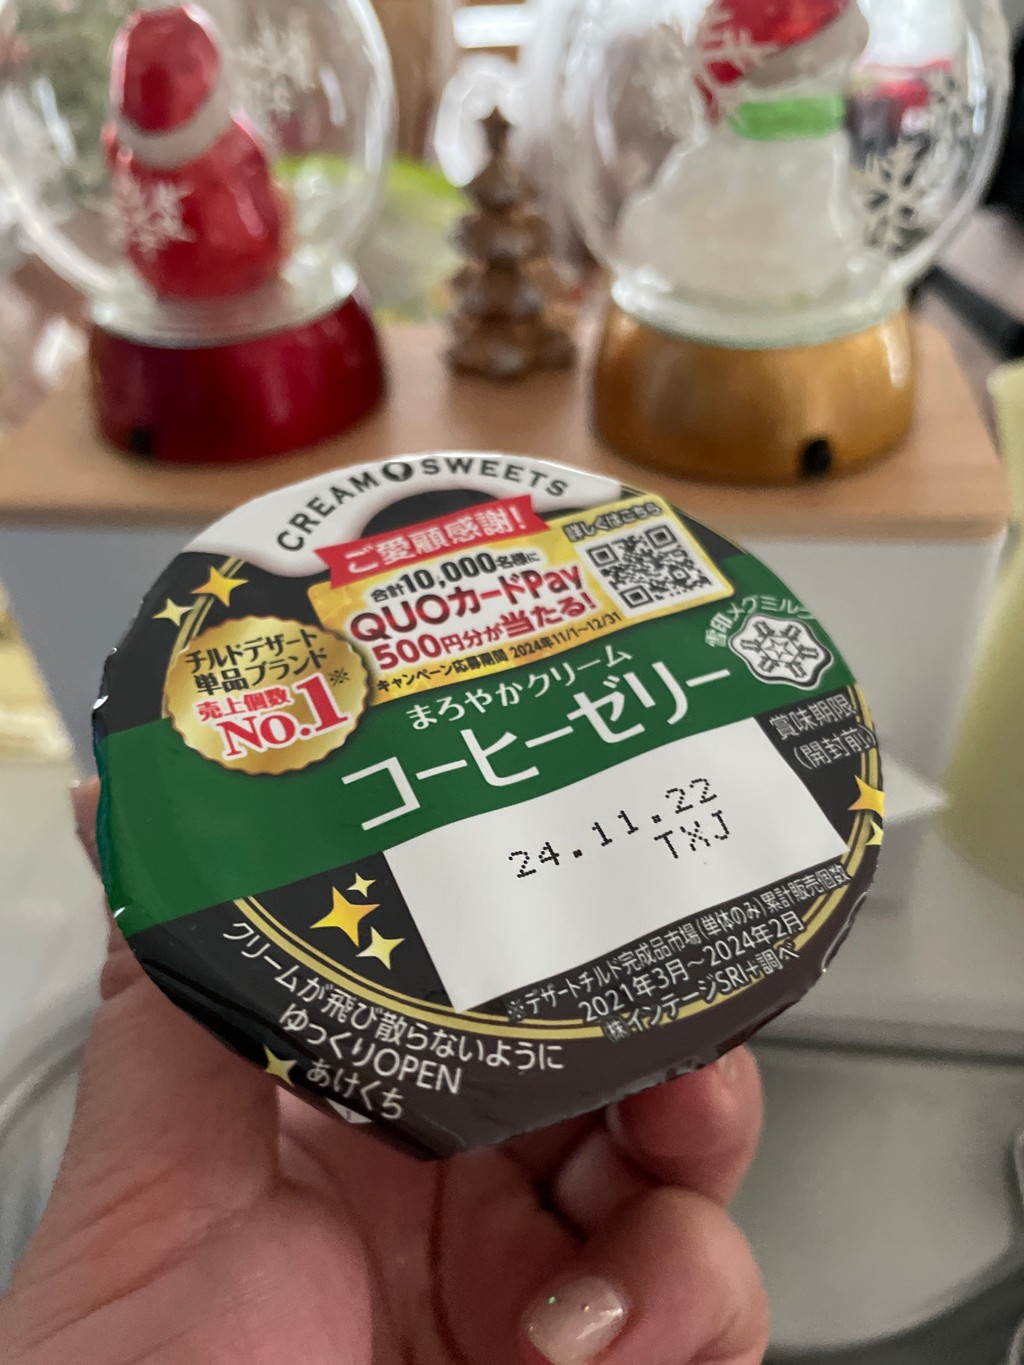 CREAM SWEETS
ご愛顧感謝!
詳しくはこちら
合計10,000名様に
QUOカードPay
500円分が当たる!
キャンペーン応募期間 2024年11/1~12/31
チルドデザート
単品ブランド※
売上個数
No.1
雪印メグミルク
まろやかクリーム
コーヒーゼリー
賞味期限
(開封前)
24.11.22
TXJ
※デザートチルド完成品市場(単体のみ)累計販売個数
2021年3月~2024年2月
㈱インテージSRI+調べ
クリームが飛び散らないように
ゆっくりOPEN
あけくち